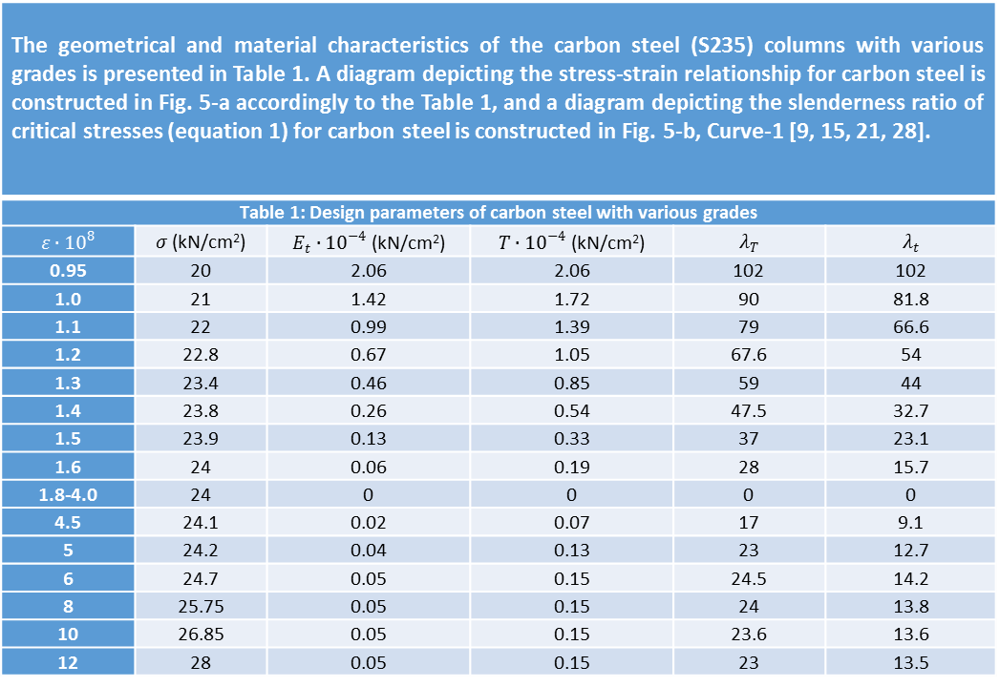 The geometrical and material characteristics of the carbon steel (S235) columns with various
grades is presented in Table 1. A diagram depicting the stress-strain relationship for carbon steel is
constructed in Fig. 5-a accordingly to the Table 1, and a diagram depicting the slenderness ratio of
critical stresses (equation 1) for carbon steel is constructed in Fig. 5-b, Curve-1 [9, 15, 21, 28].
Table 1: Design parameters of carbon steel with various grades
ε · 10⁸ σ (kN/cm²) Eₜ · 10⁻⁴ (kN/cm²) T · 10⁻⁴ (kN/cm²) λ_T λₜ
0.95 20 2.06 2.06 102 102
1.0 21 1.42 1.72 90 81.8
1.1 22 0.99 1.39 79 66.6
1.2 22.8 0.67 1.05 67.6 54
1.3 23.4 0.46 0.85 59 44
1.4 23.8 0.26 0.54 47.5 32.7
1.5 23.9 0.13 0.33 37 23.1
1.6 24 0.06 0.19 28 15.7
1.8-4.0 24 0 0 0 0
4.5 24.1 0.02 0.07 17 9.1
5 24.2 0.04 0.13 23 12.7
6 24.7 0.05 0.15 24.5 14.2
8 25.75 0.05 0.15 24 13.8
10 26.85 0.05 0.15 23.6 13.6
12 28 0.05 0.15 23 13.5